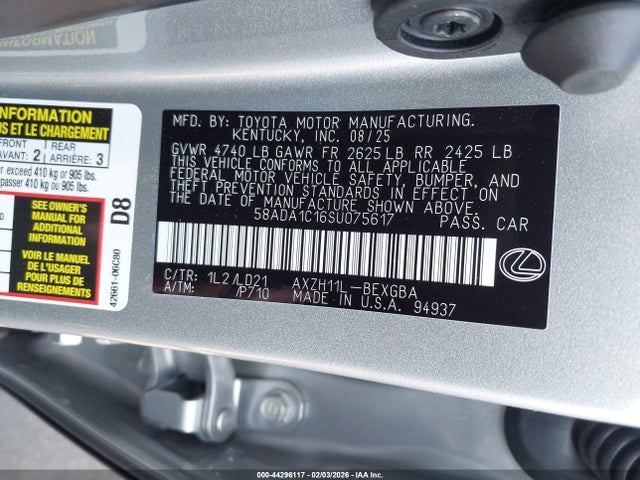 INFORMATION
US ET LE CHARGEMENT
FRONT
AVANT: 2
REAR
ARRIÈRE: 3
er exceed 410 kg or 905 lbs.
passer 410 kg ou 905 lbs.
SEE OWNER'S
MANUAL FOR
ADDITIONAL
INFORMATION
VOIR LE MANUEL
DE L'USAGER
POUR PLUS DE
RENSEIGNEMENTS
D8
42661-06C80
MFD. BY: TOYOTA MOTOR MANUFACTURING,
KENTUCKY, INC. 08/25
GVWR 4740 LB GAWR FR 2625 LB RR 2425 LB
THIS VEHICLE CONFORMS TO ALL APPLICABLE
FEDERAL MOTOR VEHICLE SAFETY, BUMPER, AND
THEFT PREVENTION STANDARDS IN EFFECT ON
THE DATE OF MANUFACTURE SHOWN ABOVE.
58ADA1C16SU075617 PASS. CAR
C/TR: 1L2/LD21 AXZH11L-BEXGBA
A/TM: /P710 MADE IN U.S.A. 94937
000-44296117 - 02/03/2026 - IAA Inc.